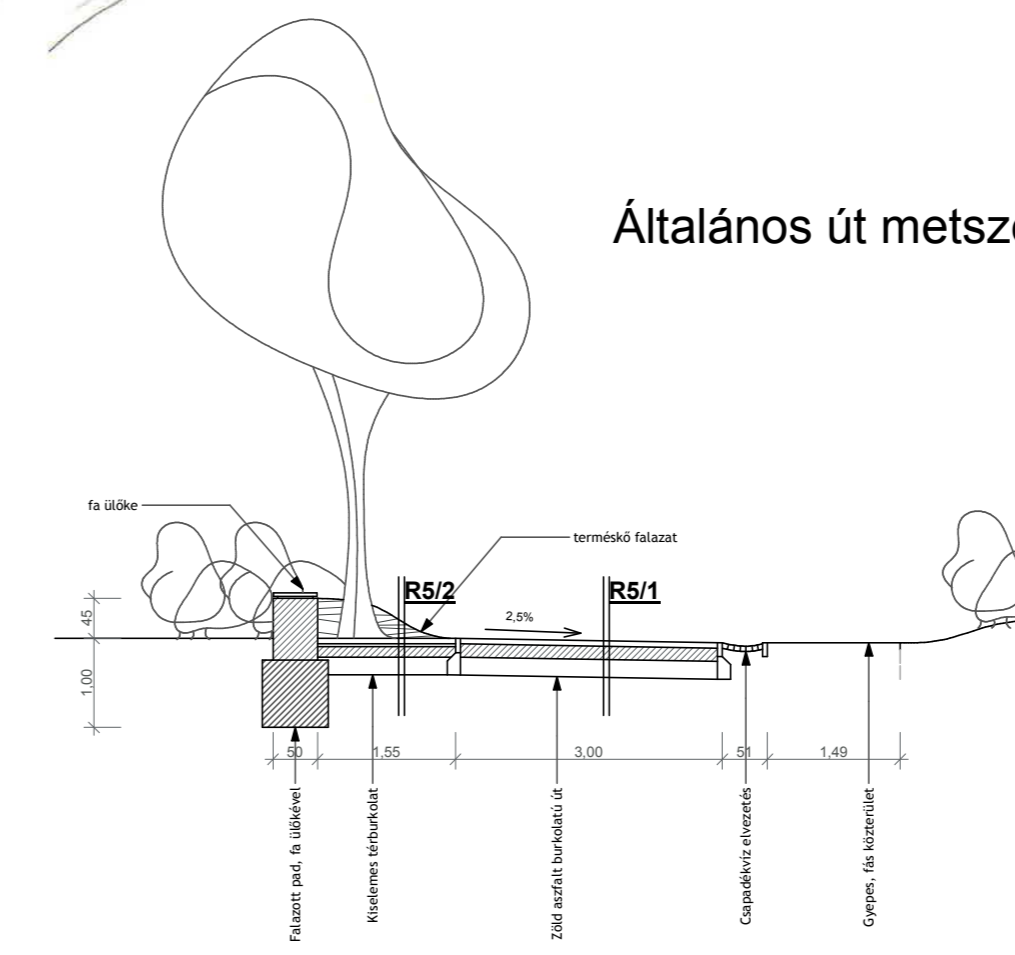 Általános út metsz
fa ülőke
terméskő falazat
R5/2
R5/1
2,5%
45
1,00
50
1,55
3,00
51
1,49
Falazott pad, fa ülőkével
Kiselemes térburkolat
Zöld aszfalt burkolatú út
Csapadékvíz elvezetés
Gyepes, fás közterület